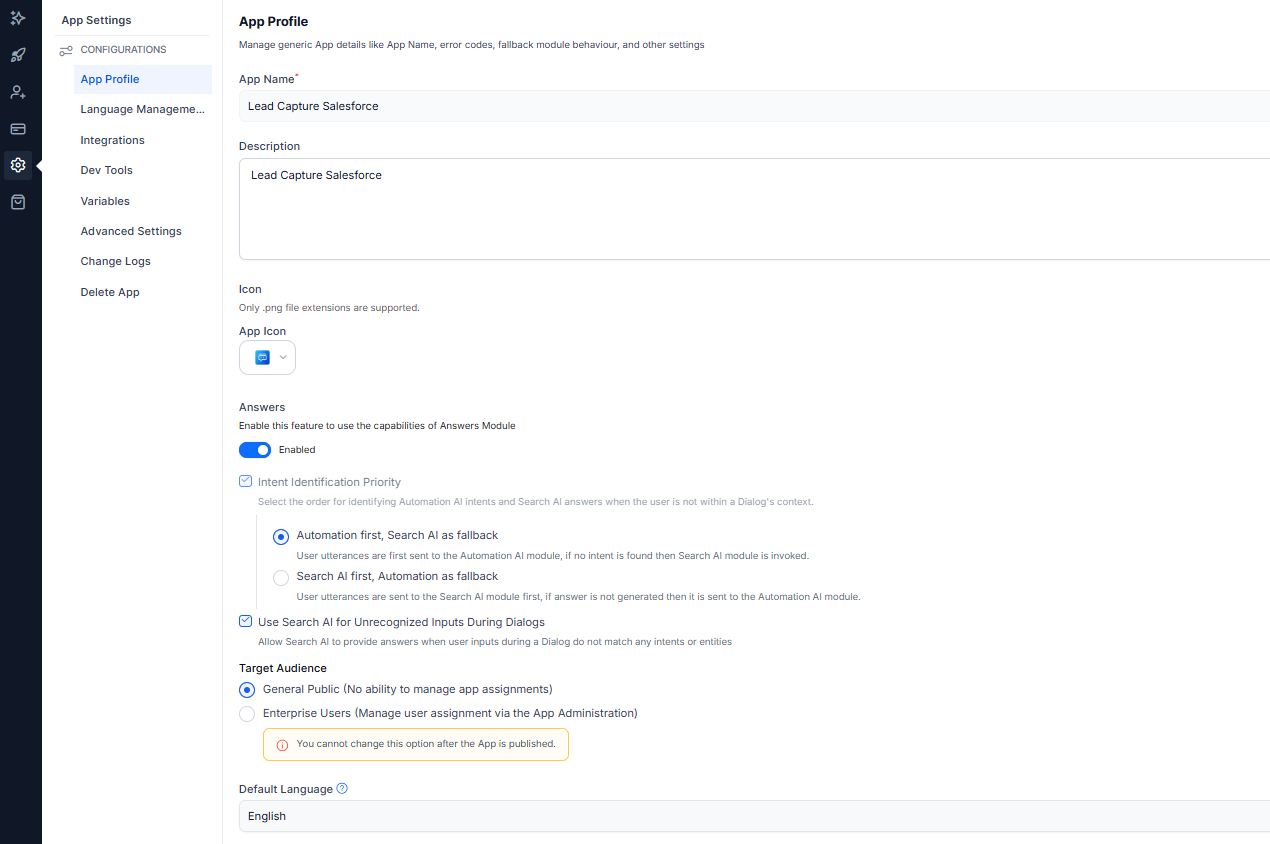 App Settings
CONFIGURATIONS
App Profile
Language Manageme...
Integrations
Dev Tools
Variables
Advanced Settings
Change Logs
Delete App
App Profile
Manage generic App details like App Name, error codes, fallback module behaviour, and other settings
App Name*
Lead Capture Salesforce
Description
Lead Capture Salesforce
Icon
Only .png file extensions are supported.
App Icon
Answers
Enable this feature to use the capabilities of Answers Module
Enabled
Intent Identification Priority
Select the order for identifying Automation AI intents and Search AI answers when the user is not within a Dialog's context.
Automation first, Search AI as fallback
User utterances are first sent to the Automation AI module, if no intent is found then Search AI module is invoked.
Search AI first, Automation as fallback
User utterances are sent to the Search AI module first, if answer is not generated then it is sent to the Automation AI module.
Use Search AI for Unrecognized Inputs During Dialogs
Allow Search AI to provide answers when user inputs during a Dialog do not match any intents or entities
Target Audience
General Public (No ability to manage app assignments)
Enterprise Users (Manage user assignment via the App Administration)
You cannot change this option after the App is published.
Default Language
English